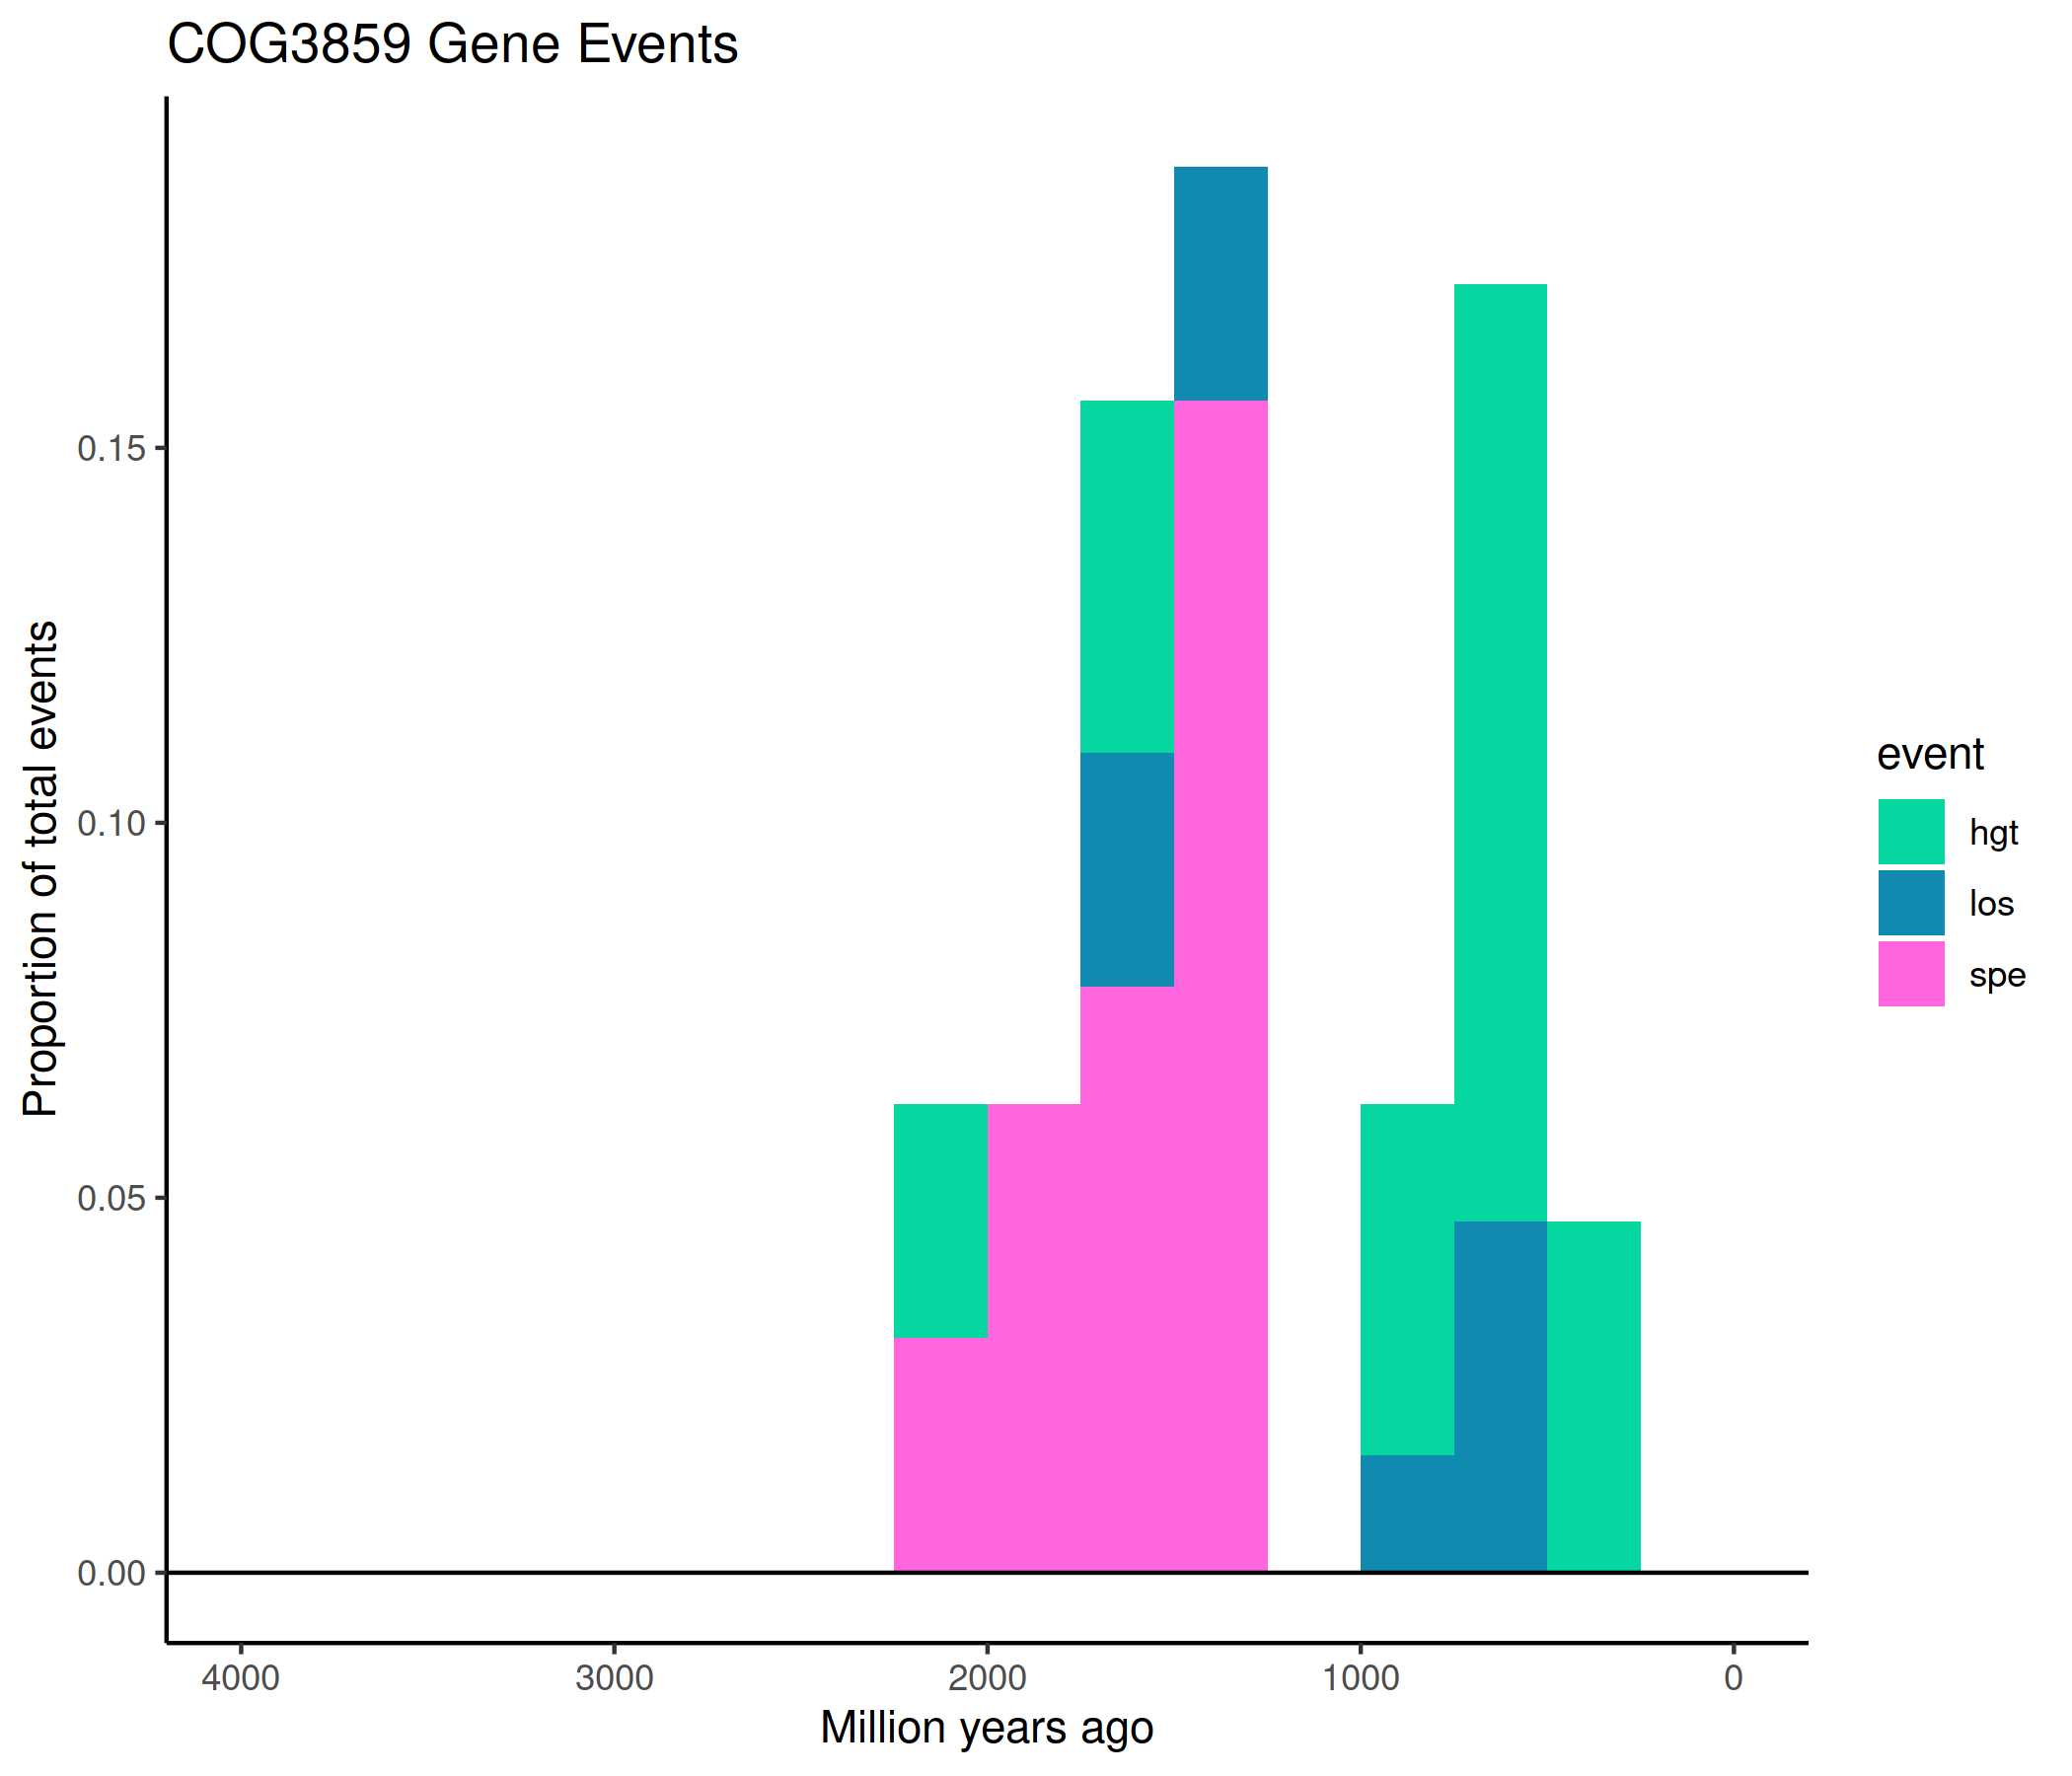 COG3859 Gene Events
Proportion of total events
0.15
0.10
0.05
0.00
4000 3000 2000 1000 0
Million years ago
event
hgt
los
spe